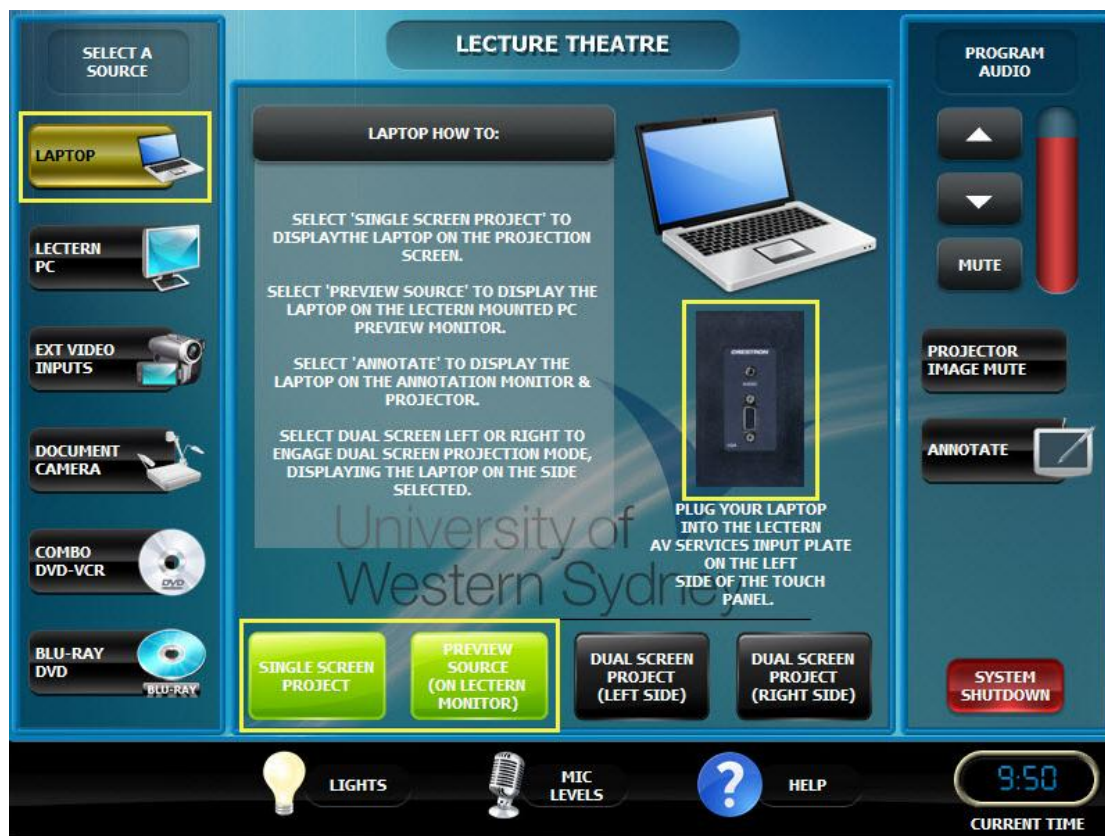 SELECT A
SOURCE
LAPTOP
LECTERN
PC
EXT VIDEO
INPUTS
DOCUMENT
CAMERA
COMBO
DVD-VCR
DVD
BLU-RAY
DVD
BLU-RAY
LECTURE THEATRE
LAPTOP HOW TO:
SELECT 'SINGLE SCREEN PROJECT' TO
DISPLAYTHE LAPTOP ON THE PROJECTION
SCREEN.
SELECT 'PREVIEW SOURCE' TO DISPLAY THE
LAPTOP ON THE LECTERN MOUNTED PC
PREVIEW MONITOR.
SELECT 'ANNOTATE' TO DISPLAY THE
LAPTOP ON THE ANNOTATION MONITOR &
PROJECTOR.
SELECT DUAL SCREEN LEFT OR RIGHT TO
ENGAGE DUAL SCREEN PROJECTION MODE,
DISPLAYING THE LAPTOP ON THE SIDE
SELECTED.
CRESTRON
PLUG YOUR LAPTOP
INTO THE LECTERN
AV SERVICES INPUT PLATE
ON THE LEFT
SIDE OF THE TOUCH
PANEL.
University of
Western Sydney
SINGLE SCREEN
PROJECT
PREVIEW
SOURCE
(ON LECTERN
MONITOR)
DUAL SCREEN
PROJECT
(LEFT SIDE)
DUAL SCREEN
PROJECT
(RIGHT SIDE)
PROGRAM
AUDIO
MUTE
PROJECTOR
IMAGE MUTE
ANNOTATE
SYSTEM
SHUTDOWN
LIGHTS
MIC
LEVELS
?
HELP
9:50
CURRENT TIME